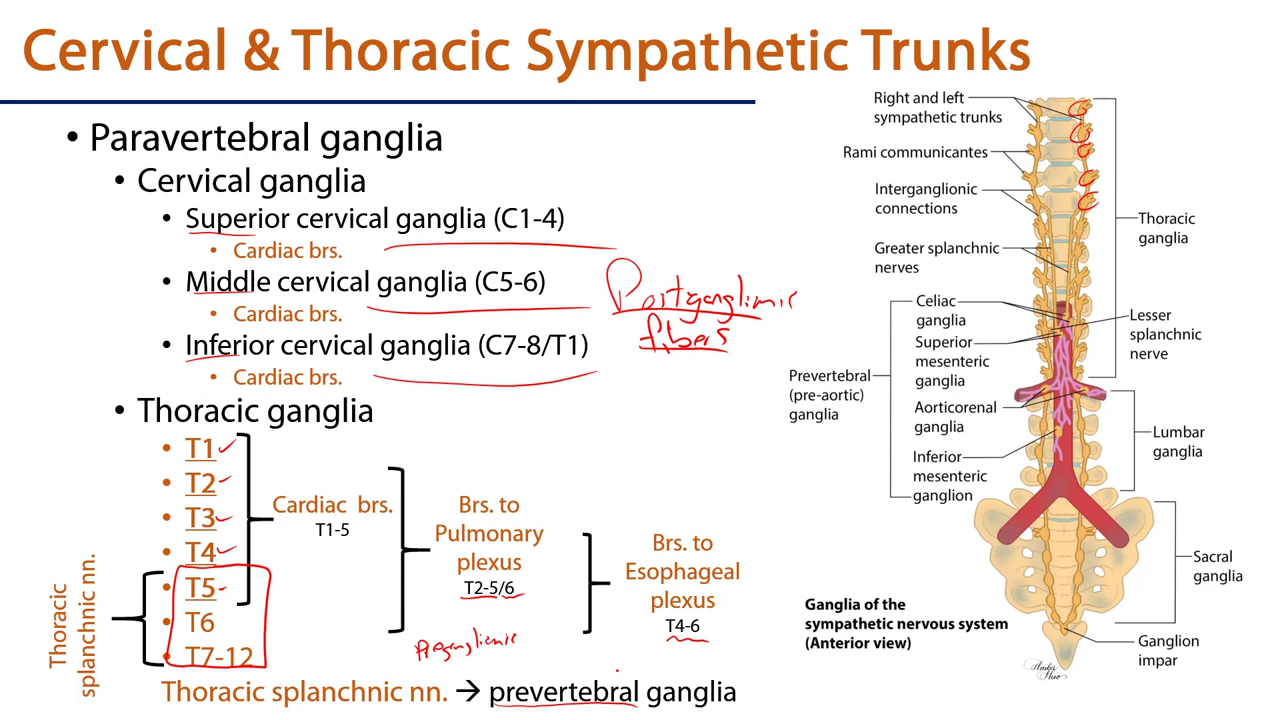 Cervical & Thoracic Sympathetic Trunks
• Paravertebral ganglia
• Cervical ganglia
• Superior cervical ganglia (C1-4)
• Cardiac brs.
• Middle cervical ganglia (C5-6)
• Cardiac brs.
• Inferior cervical ganglia (C7-8/T1)
• Cardiac brs.
Postganglionic
fibers
• Thoracic ganglia
• T1
• T2
• T3
• T4
• T5
• T6
• T7-12
Thoracic
splanchnic nn.
Cardiac brs.
T1-5
Brs. to
Pulmonary
plexus
T2-5/6
Brs. to
Esophageal
plexus
T4-6
Preganglionic
Thoracic splanchnic nn. → prevertebral ganglia
Right and left
sympathetic trunks
Rami communicantes
Interganglionic
connections
Greater splanchnic
nerves
Celiac
ganglia
Superior
mesenteric
ganglia
Prevertebral
(pre-aortic)
ganglia
Aorticorenal
ganglia
Inferior
mesenteric
ganglion
Thoracic
ganglia
Lesser
splanchnic
nerve
Lumbar
ganglia
Sacral
ganglia
Ganglion
impar
Ganglia of the
sympathetic nervous system
(Anterior view)